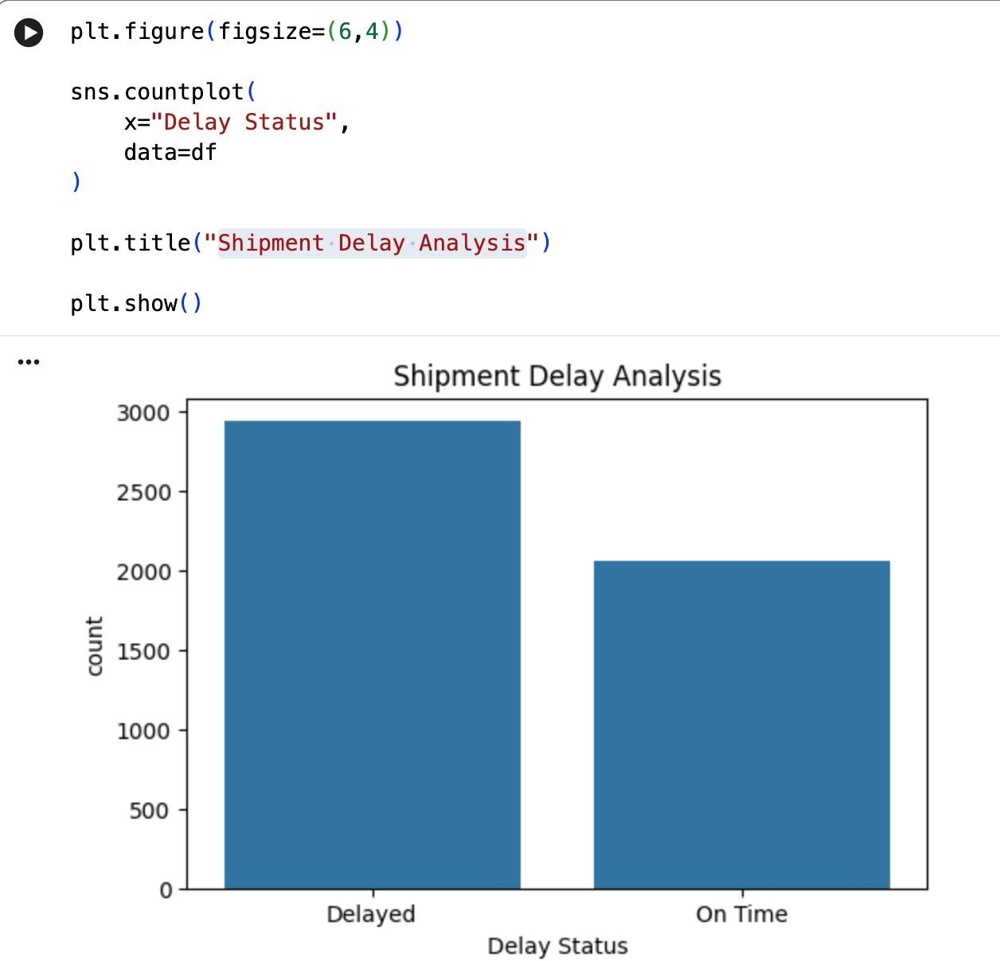 plt.figure(figsize=(6,4))
sns.countplot(
    x="Delay Status",
    data=df
)
plt.title("Shipment Delay Analysis")
plt.show()
Shipment Delay Analysis
3000
2500
2000
1500
1000
500
0
count
Delayed On Time
Delay Status